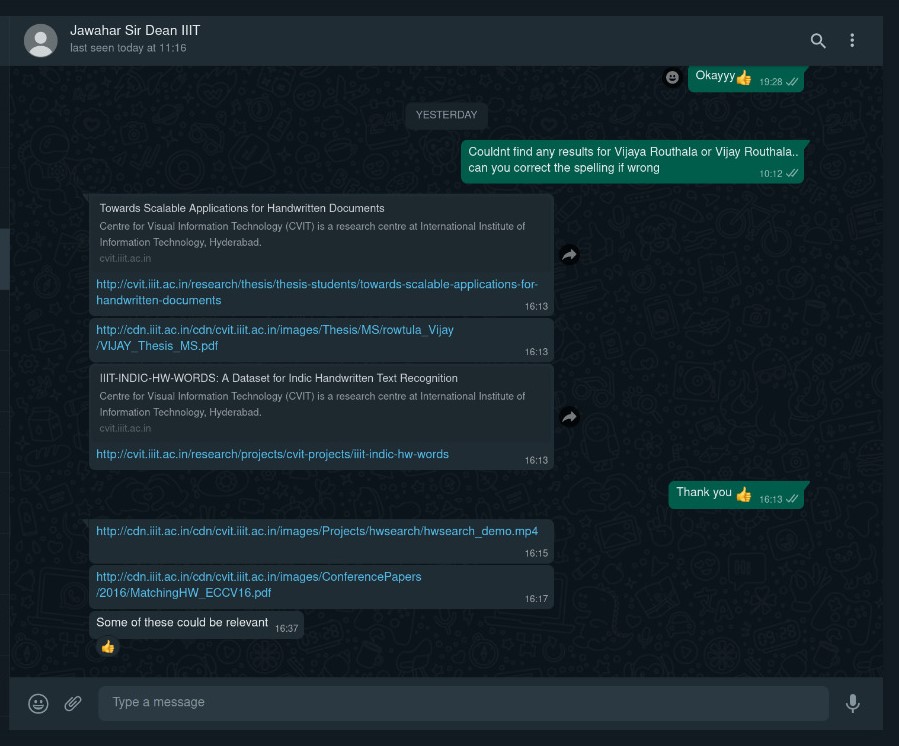 Jawahar Sir Dean IIIT
last seen today at 11:16
Okayyy👍 19:28
YESTERDAY
Couldnt find any results for Vijaya Routhala or Vijay Routhala..
can you correct the spelling if wrong
10:12
Towards Scalable Applications for Handwritten Documents
Centre for Visual Information Technology (CVIT) is a research centre at International Institute of
Information Technology, Hyderabad.
cvit.iiit.ac.in
http://cvit.iiit.ac.in/research/thesis/thesis-students/towards-scalable-applications-for-
handwritten-documents
16:13
http://cdn.iiit.ac.in/cdn/cvit.iiit.ac.in/images/Thesis/MS/rowtula_Vijay
/VIJAY_Thesis_MS.pdf
16:13
IIIT-INDIC-HW-WORDS: A Dataset for Indic Handwritten Text Recognition
Centre for Visual Information Technology (CVIT) is a research centre at International Institute of
Information Technology, Hyderabad.
cvit.iiit.ac.in
http://cvit.iiit.ac.in/research/projects/cvit-projects/iiit-indic-hw-words
16:13
Thank you 👍 16:13
http://cdn.iiit.ac.in/cdn/cvit.iiit.ac.in/images/Projects/hwsearch/hwsearch_demo.mp4
16:15
http://cdn.iiit.ac.in/cdn/cvit.iiit.ac.in/images/ConferencePapers
/2016/MatchingHW_ECCV16.pdf
16:17
Some of these could be relevant 16:37
👍
Type a message